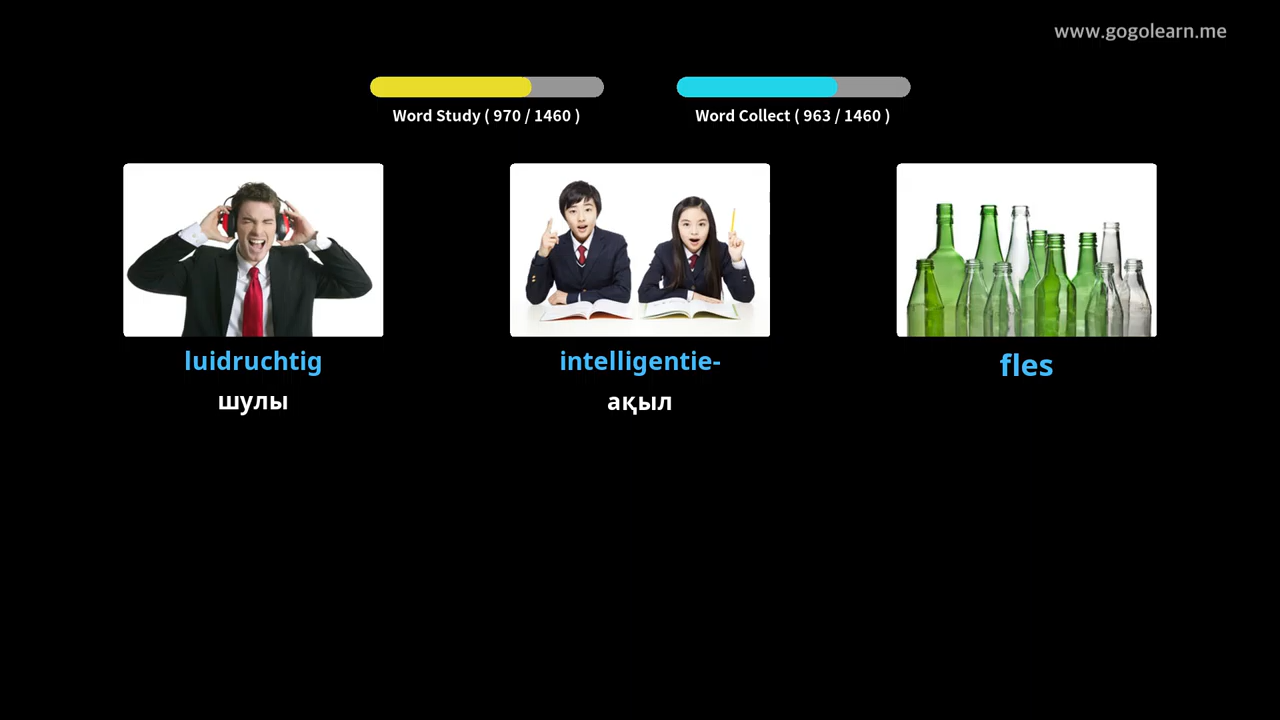 www.gogolearn.me
Word Study ( 970 / 1460 )
Word Collect ( 963 / 1460 )
luidruchtig
шулы
intelligentie-
ақыл
fles